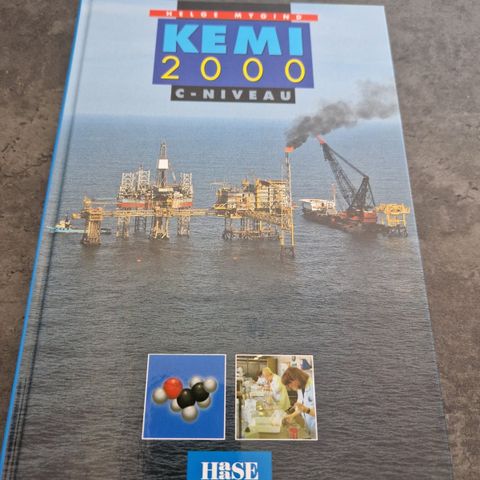 HELGE MYGIND
KEMI
2000
C-NIVEAU
HAASE